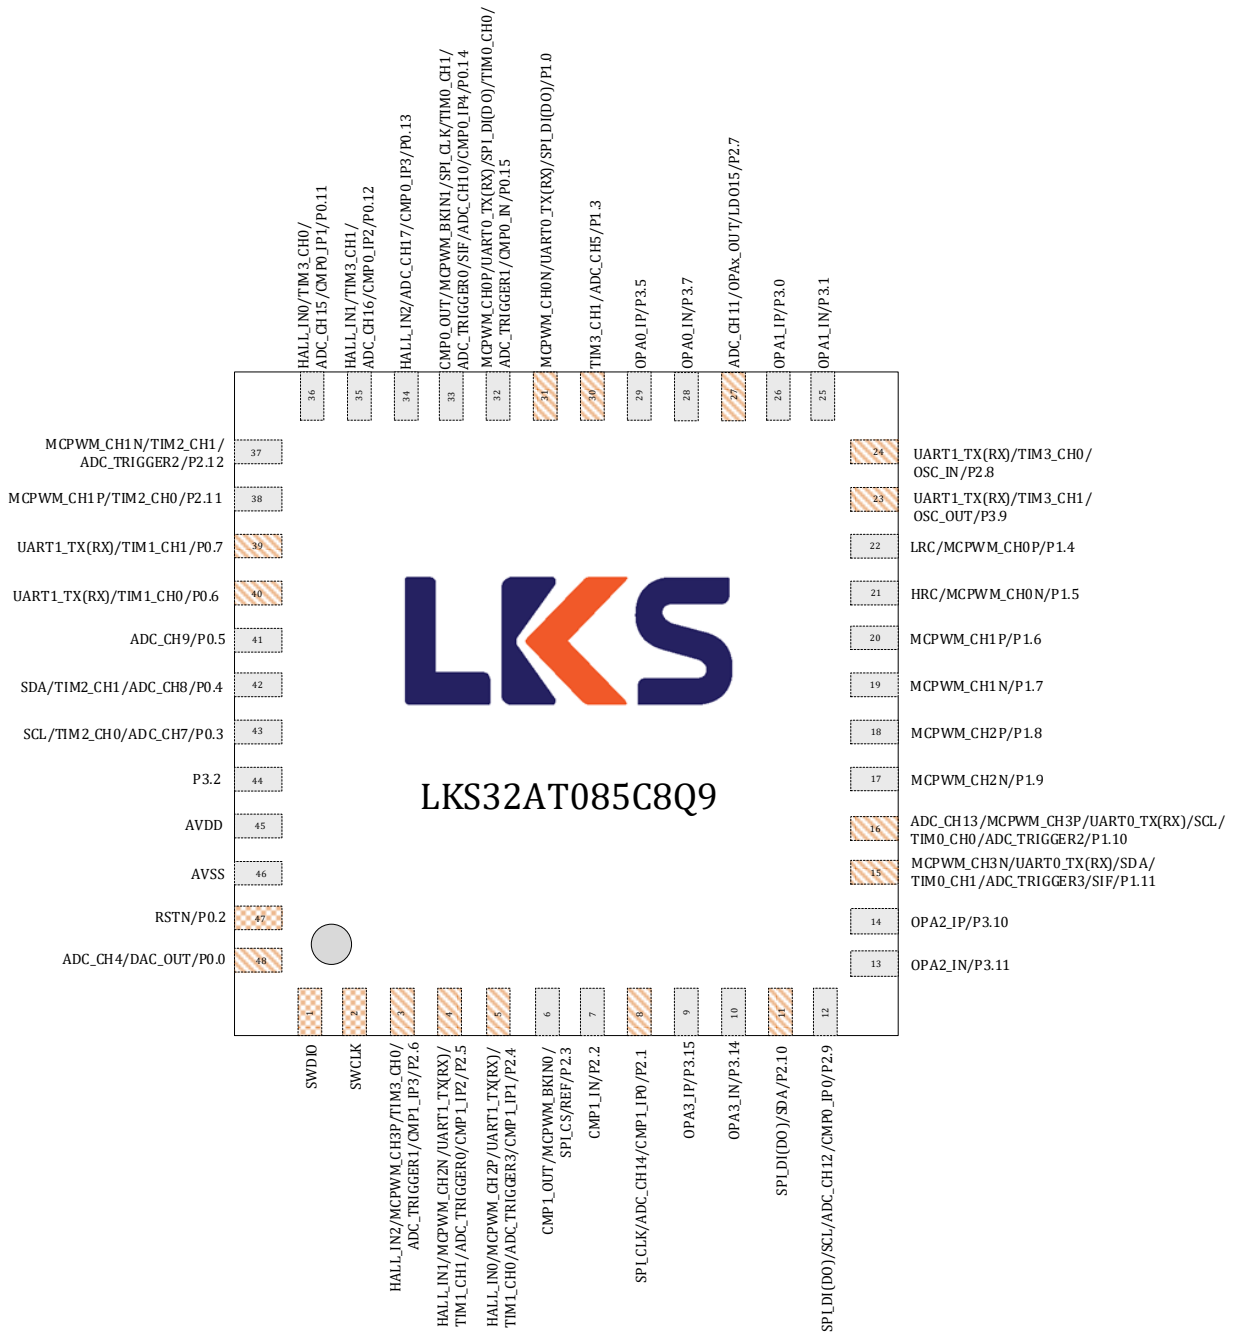 HALL_IN0/TIM3_CH0/
ADC_CH15/CMP0_IP1/P0.11
HALL_IN1/TIM3_CH1/
ADC_CH16/CMP0_IP2/P0.12
HALL_IN2/ADC_CH17/CMP0_IP3/P0.13
CMP0_OUT/MCPWM_BKIN1/SPI_CLK/TIM0_CH1/
ADC_TRIGGER0/SIF/ADC_CH10/CMP0_IP4/P0.14
MCPWM_CH0P/UART0_TX(RX)/SPI_DI(DO)/TIM0_CH0/
ADC_TRIGGER1/CMP0_IN/P0.15
MCPWM_CH0N/UART0_TX(RX)/SPI_DI(DO)/P1.0
TIM3_CH1/ADC_CH5/P1.3
OPA0_IP/P3.5
OPA0_IN/P3.7
ADC_CH11/OPAx_OUT/LDO15/P2.7
OPA1_IP/P3.0
OPA1_IN/P3.1
36
35
34
33
32
31
30
29
28
27
26
25
MCPWM_CH1N/TIM2_CH1/
ADC_TRIGGER2/P2.12
37
MCPWM_CH1P/TIM2_CH0/P2.11
38
UART1_TX(RX)/TIM1_CH1/P0.7
39
UART1_TX(RX)/TIM1_CH0/P0.6
40
ADC_CH9/P0.5
41
SDA/TIM2_CH1/ADC_CH8/P0.4
42
SCL/TIM2_CH0/ADC_CH7/P0.3
43
P3.2
44
AVDD
45
AVSS
46
RSTN/P0.2
47
ADC_CH4/DAC_OUT/P0.0
48
LKS
LKS32AT085C8Q9
24
UART1_TX(RX)/TIM3_CH0/
OSC_IN/P2.8
23
UART1_TX(RX)/TIM3_CH1/
OSC_OUT/P3.9
22
LRC/MCPWM_CH0P/P1.4
21
HRC/MCPWM_CH0N/P1.5
20
MCPWM_CH1P/P1.6
19
MCPWM_CH1N/P1.7
18
MCPWM_CH2P/P1.8
17
MCPWM_CH2N/P1.9
16
ADC_CH13/MCPWM_CH3P/UART0_TX(RX)/SCL/
TIM0_CH0/ADC_TRIGGER2/P1.10
15
MCPWM_CH3N/UART0_TX(RX)/SDA/
TIM0_CH1/ADC_TRIGGER3/SIF/P1.11
14
OPA2_IP/P3.10
13
OPA2_IN/P3.11
1
2
3
4
5
6
7
8
9
10
11
12
SWDIO
SWCLK
HALL_IN2/MCPWM_CH3P/TIM3_CH0/
ADC_TRIGGER1/CMP1_IP3/P2.6
HALL_IN1/MCPWM_CH2N/UART1_TX(RX)/
TIM1_CH1/ADC_TRIGGER0/CMP1_IP2/P2.5
HALL_IN0/MCPWM_CH2P/UART1_TX(RX)/
TIM1_CH0/ADC_TRIGGER3/CMP1_IP1/P2.4
CMP1_OUT/MCPWM_BKIN0/
SPI_CS/REF/P2.3
CMP1_IN/P2.2
SPI_CLK/ADC_CH14/CMP1_IP0/P2.1
OPA3_IP/P3.15
OPA3_IN/P3.14
SPI_DI(DO)/SDA/P2.10
SPI_DI(DO)/SCL/ADC_CH12/CMP0_IP0/P2.9